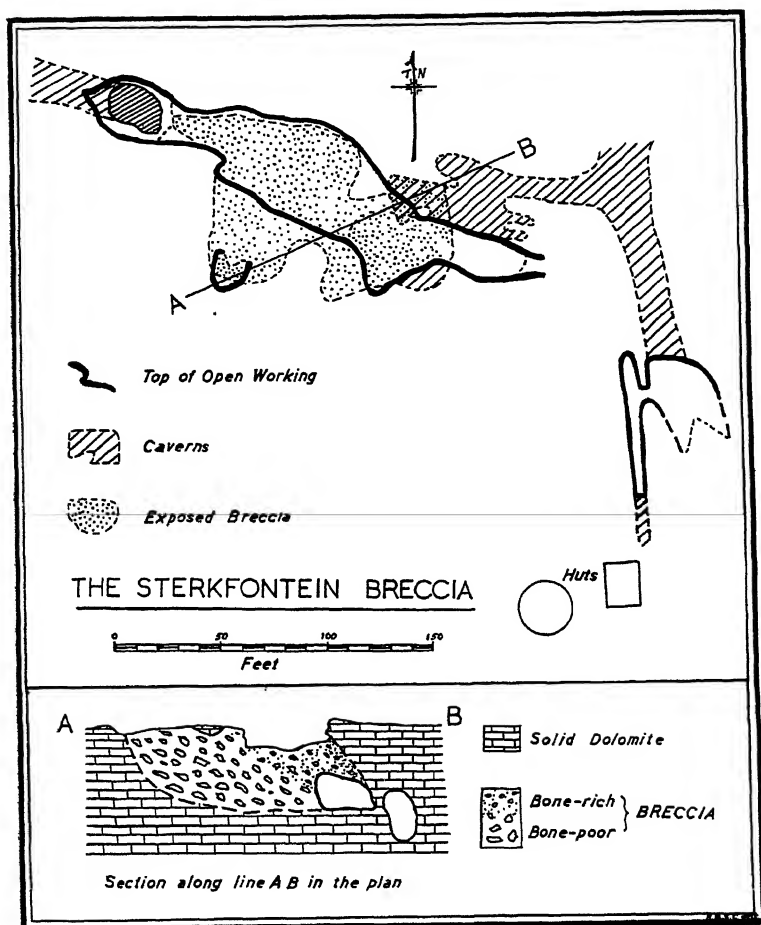 N
B
A
Top of Open Working
Caverns
Exposed Breccia
THE STERKFONTEIN BRECCIA
Huts
0 50 100 150
Feet
A B
Solid Dolomite
Bone-rich
Bone-poor
BRECCIA
Section along line A B in the plan